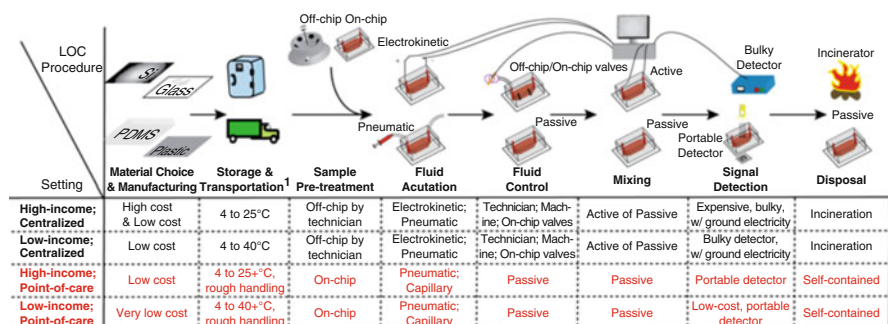 LOC
Procedure
Setting
Si
Glass
PDMS
Plastic
Off-chip On-chip
Electrokinetic
Pneumatic
Off-chip/On-chip valves
Passive
Active
Passive
Bulky
Detector
Portable
Detector
Incinerator
Passive
Material Choice
& Manufacturing
Storage &
Transportation1
Sample
Pre-treatment
Fluid
Acutation
Fluid
Control
Mixing
Signal
Detection
Disposal
High-income;
Centralized
High cost
& Low cost
4 to 25°C
Off-chip by
technician
Electrokinetic;
Pneumatic
Technician; Mach-
ine; On-chip valves
Active of Passive
Expensive, bulky,
w/ ground electricity
Incineration
Low-income;
Centralized
Low cost
4 to 40°C
Off-chip by
technician
Electrokinetic;
Pneumatic
Technician; Mach-
ine; On-chip valves
Active of Passive
Bulky detector,
w/ ground electricity
Incineration
High-income;
Point-of-care
Low cost
4 to 25+°C,
rough handling
On-chip
Pneumatic;
Capillary
Passive
Passive
Portable detector
Self-contained
Low-income;
Point-of-care
Very low cost
4 to 40+°C,
rough handling
On-chip
Pneumatic;
Capillary
Passive
Passive
Low-cost, portable
detector
Self-contained